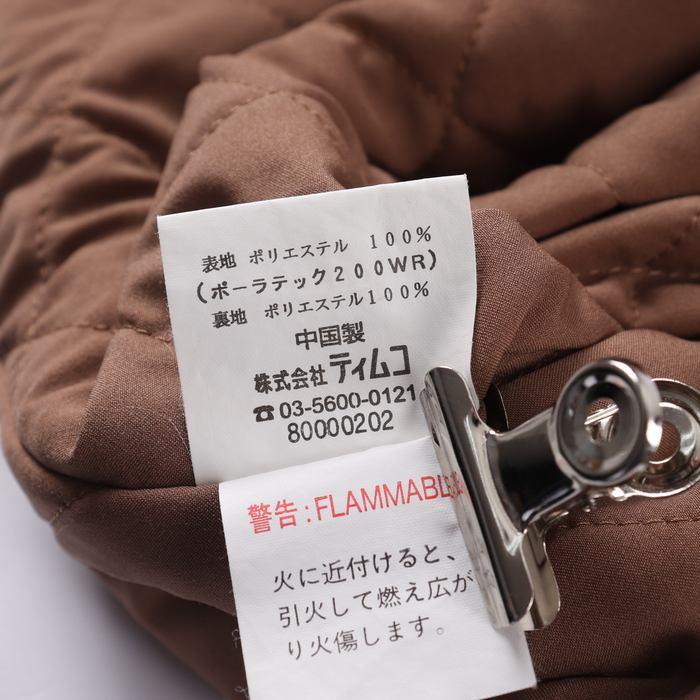 表地 ポリエステル 100%
(ポーラテック200WR)
裏地 ポリエステル100%
中国製
株式会社ティムコ
☎03-5600-0121
80000202
警告:FLAMMABLE
火に近付けると、
引火して燃え広が
り火傷します。